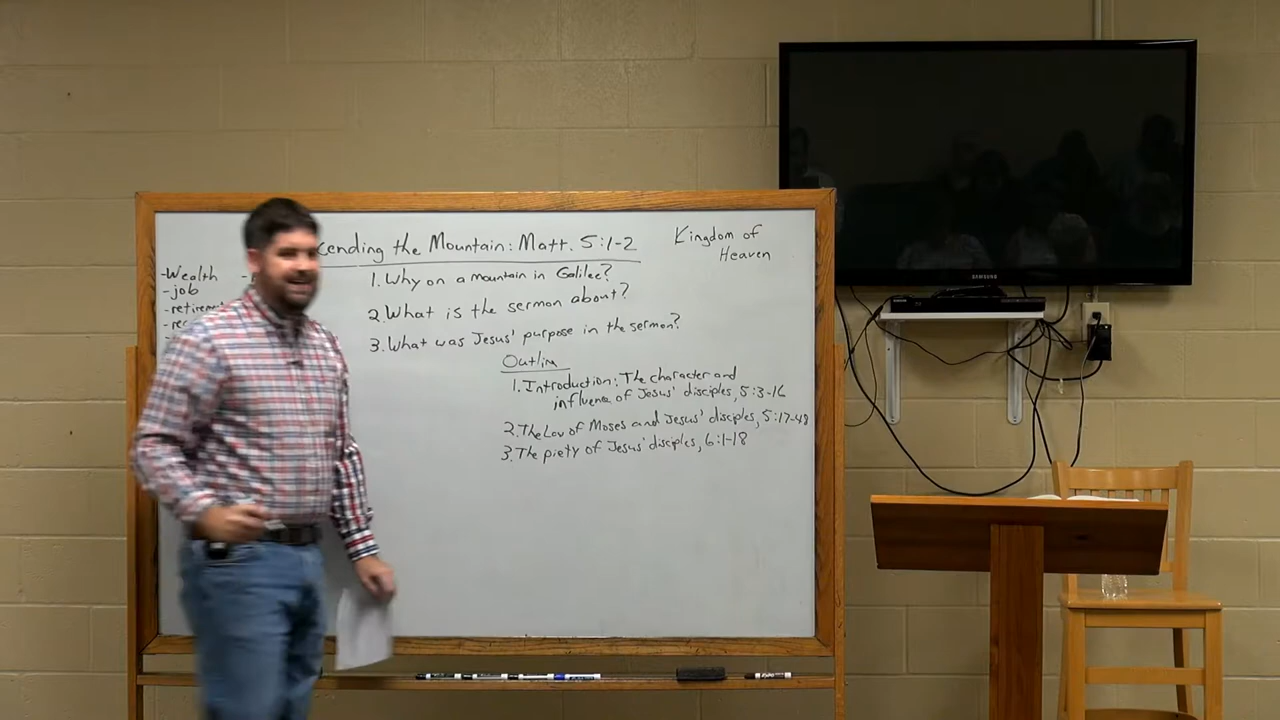 cending the Mountain: Matt. 5:1-2
Kingdom of
Heaven
-Wealth
-job
-retirement
1. Why on a mountain in Galilee?
2. What is the sermon about?
3. What was Jesus' purpose in the sermon?
Outlin
1. Introduction: The character and
influence of Jesus' disciples, 5:3-16
2. The Law of Moses and Jesus' disciples, 5:17-48
3. The piety of Jesus' disciples, 6:1-18
SAMSUNG
EXPO